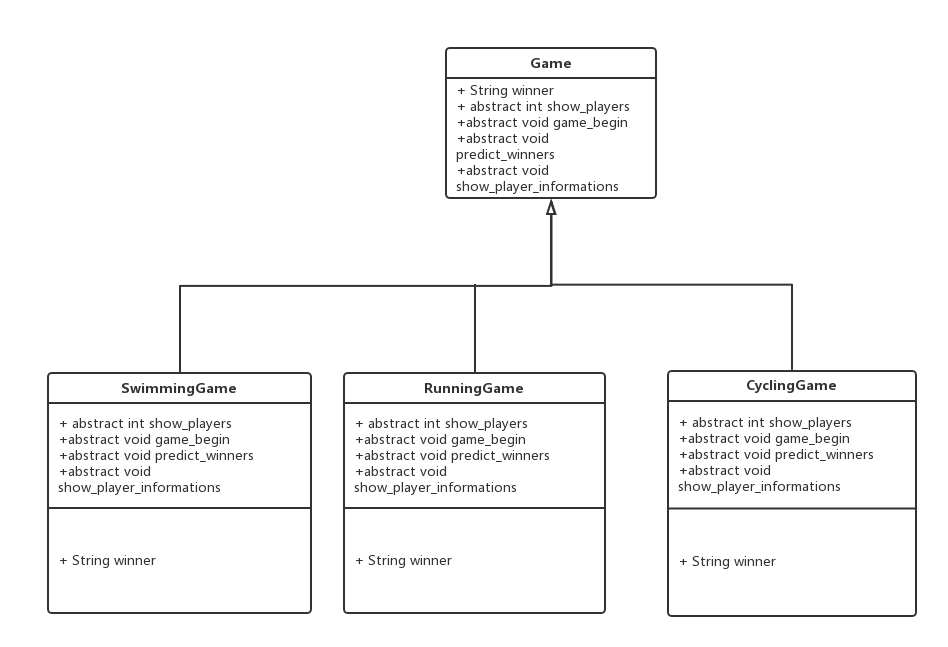 Game
+ String winner
+ abstract int show_players
+abstract void game_begin
+abstract void
predict_winners
+abstract void
show_player_informations
SwimmingGame
+ abstract int show_players
+abstract void game_begin
+abstract void predict_winners
+abstract void
show_player_informations
+ String winner
RunningGame
+ abstract int show_players
+abstract void game_begin
+abstract void predict_winners
+abstract void
show_player_informations
+ String winner
CyclingGame
+ abstract int show_players
+abstract void game_begin
+abstract void predict_winners
+abstract void
show_player_informations
+ String winner